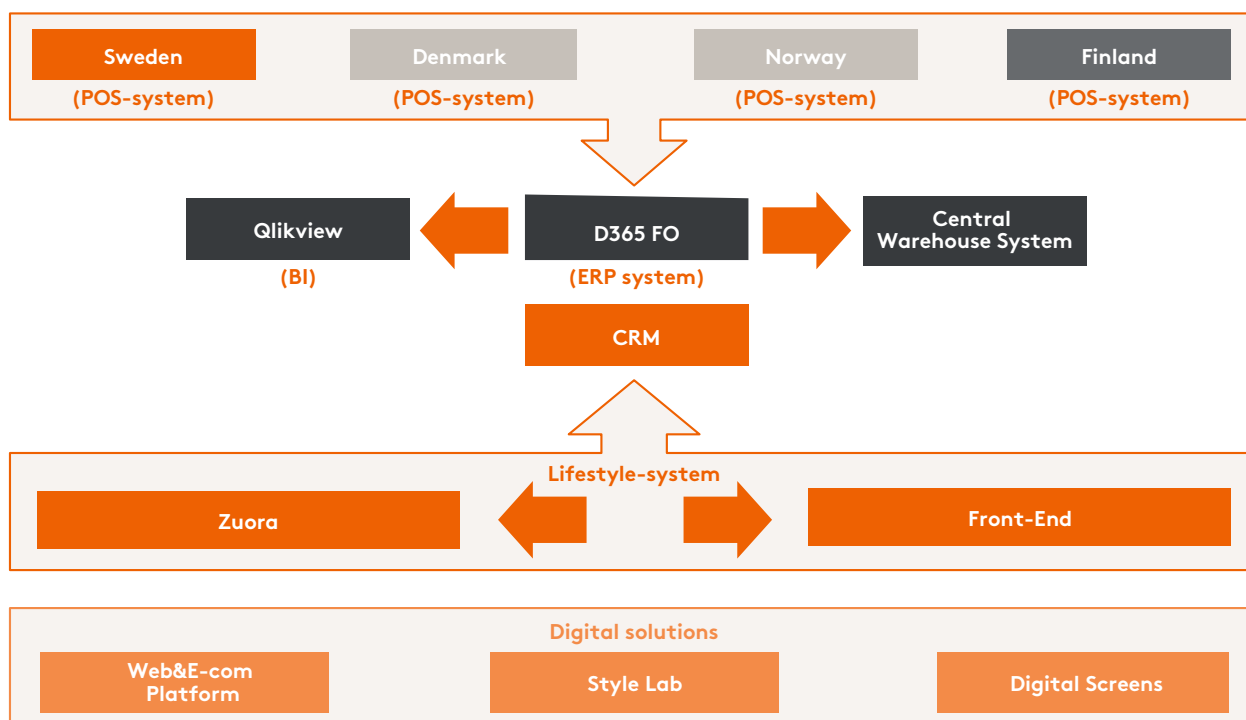 Sweden
Denmark
Norway
Finland
(POS-system)
(POS-system)
(POS-system)
(POS-system)
Qlikview
D365 FO
Central
Warehouse System
(BI)
(ERP system)
CRM
Lifestyle-system
Zuora
Front-End
Digital solutions
Web&E-com
Platform
Style Lab
Digital Screens